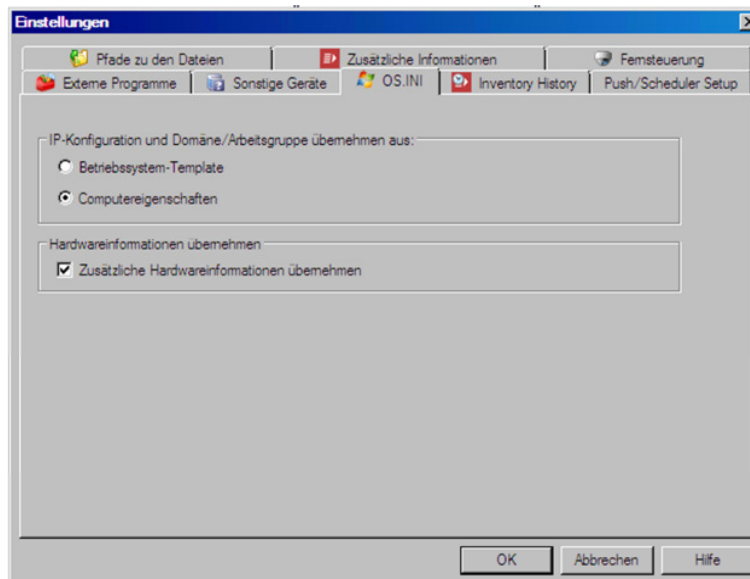 Einstellungen
Pfade zu den Dateien
Zusätzliche Informationen
Fernsteuerung
Externe Programme
Sonstige Geräte
OS.INI
Inventory History
Push/Scheduler Setup
IP-Konfiguration und Domäne/Arbeitsgruppe übernehmen aus:
Betriebssystem-Template
Computereigenschaften
Hardwareinformationen übernehmen
Zusätzliche Hardwareinformationen übernehmen
OK
Abbrechen
Hilfe